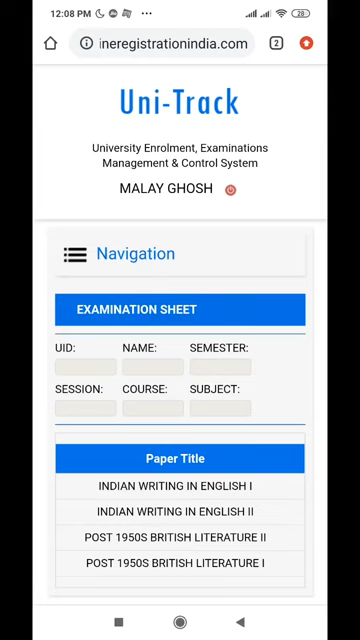 12:08 PM
28
ineregistrationindia.com
2
Uni-Track
University Enrolment, Examinations
Management & Control System
MALAY GHOSH
Navigation
EXAMINATION SHEET
UID: NAME: SEMESTER:
SESSION: COURSE: SUBJECT:
Paper Title
INDIAN WRITING IN ENGLISH I
INDIAN WRITING IN ENGLISH II
POST 1950S BRITISH LITERATURE II
POST 1950S BRITISH LITERATURE I